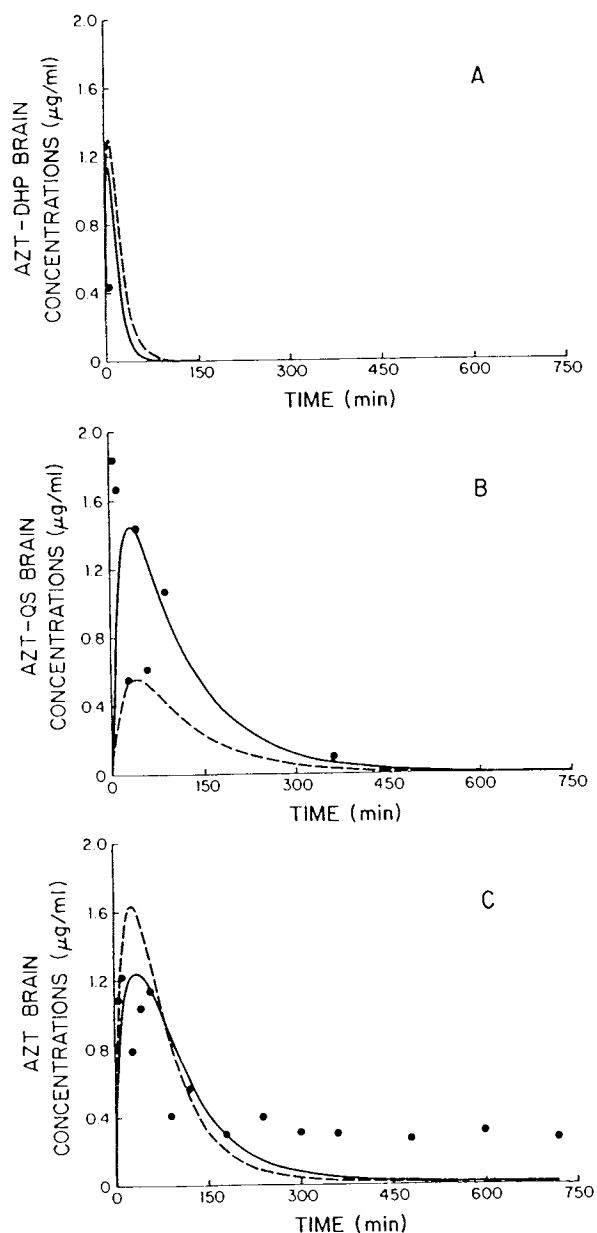 A
AZT-DHP BRAIN
CONCENTRATIONS (µg/ml)
2.0
1.6
1.2
0.8
0.4
0
0 150 300 450 600 750
TIME (min)
B
AZT-QS BRAIN
CONCENTRATIONS (µg/ml)
2.0
1.6
1.2
0.8
0.4
0
0 150 300 450 600 750
TIME (min)
C
AZT BRAIN
CONCENTRATIONS (µg/ml)
2.0
1.6
1.2
0.8
0.4
0
0 150 300 450 600 750
TIME (min)